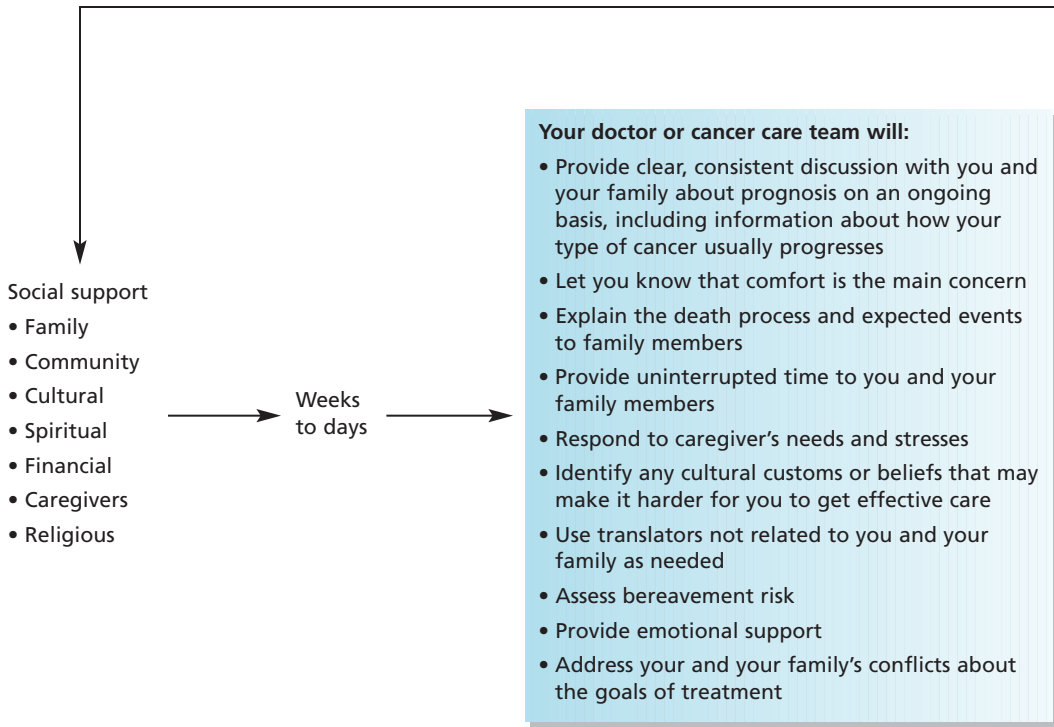 Social support
• Family
• Community
• Cultural
• Spiritual
• Financial
• Caregivers
• Religious
Weeks
to days
Your doctor or cancer care team will:
• Provide clear, consistent discussion with you and
your family about prognosis on an ongoing
basis, including information about how your
type of cancer usually progresses
• Let you know that comfort is the main concern
• Explain the death process and expected events
to family members
• Provide uninterrupted time to you and your
family members
• Respond to caregiver’s needs and stresses
• Identify any cultural customs or beliefs that may
make it harder for you to get effective care
• Use translators not related to you and your
family as needed
• Assess bereavement risk
• Provide emotional support
• Address your and your family’s conflicts about
the goals of treatment